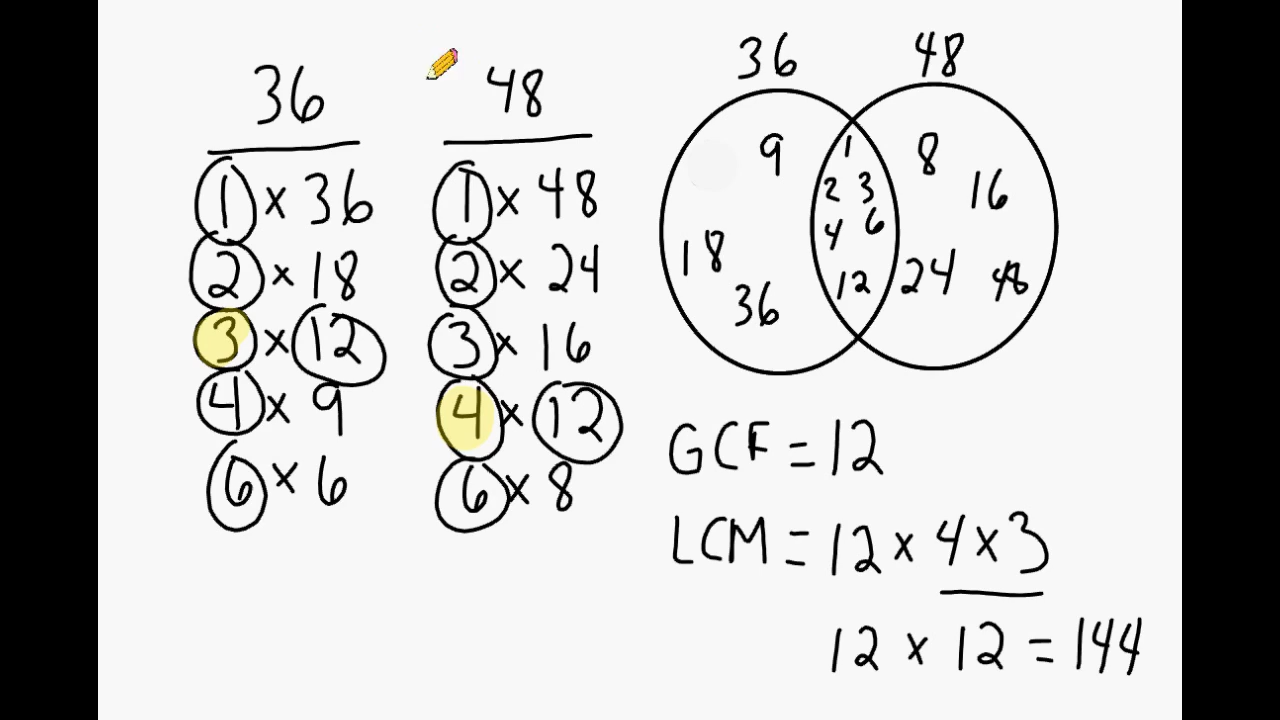 36
1 × 36
2 × 18
3 × 12
4 × 9
6 × 6
48
1 × 48
2 × 24
3 × 16
4 × 12
6 × 8
36 48
9 1 8
2 3 16
4 6
18 12 24 48
36
GCF = 12
LCM = 12 × 4 × 3
12 × 12 = 144